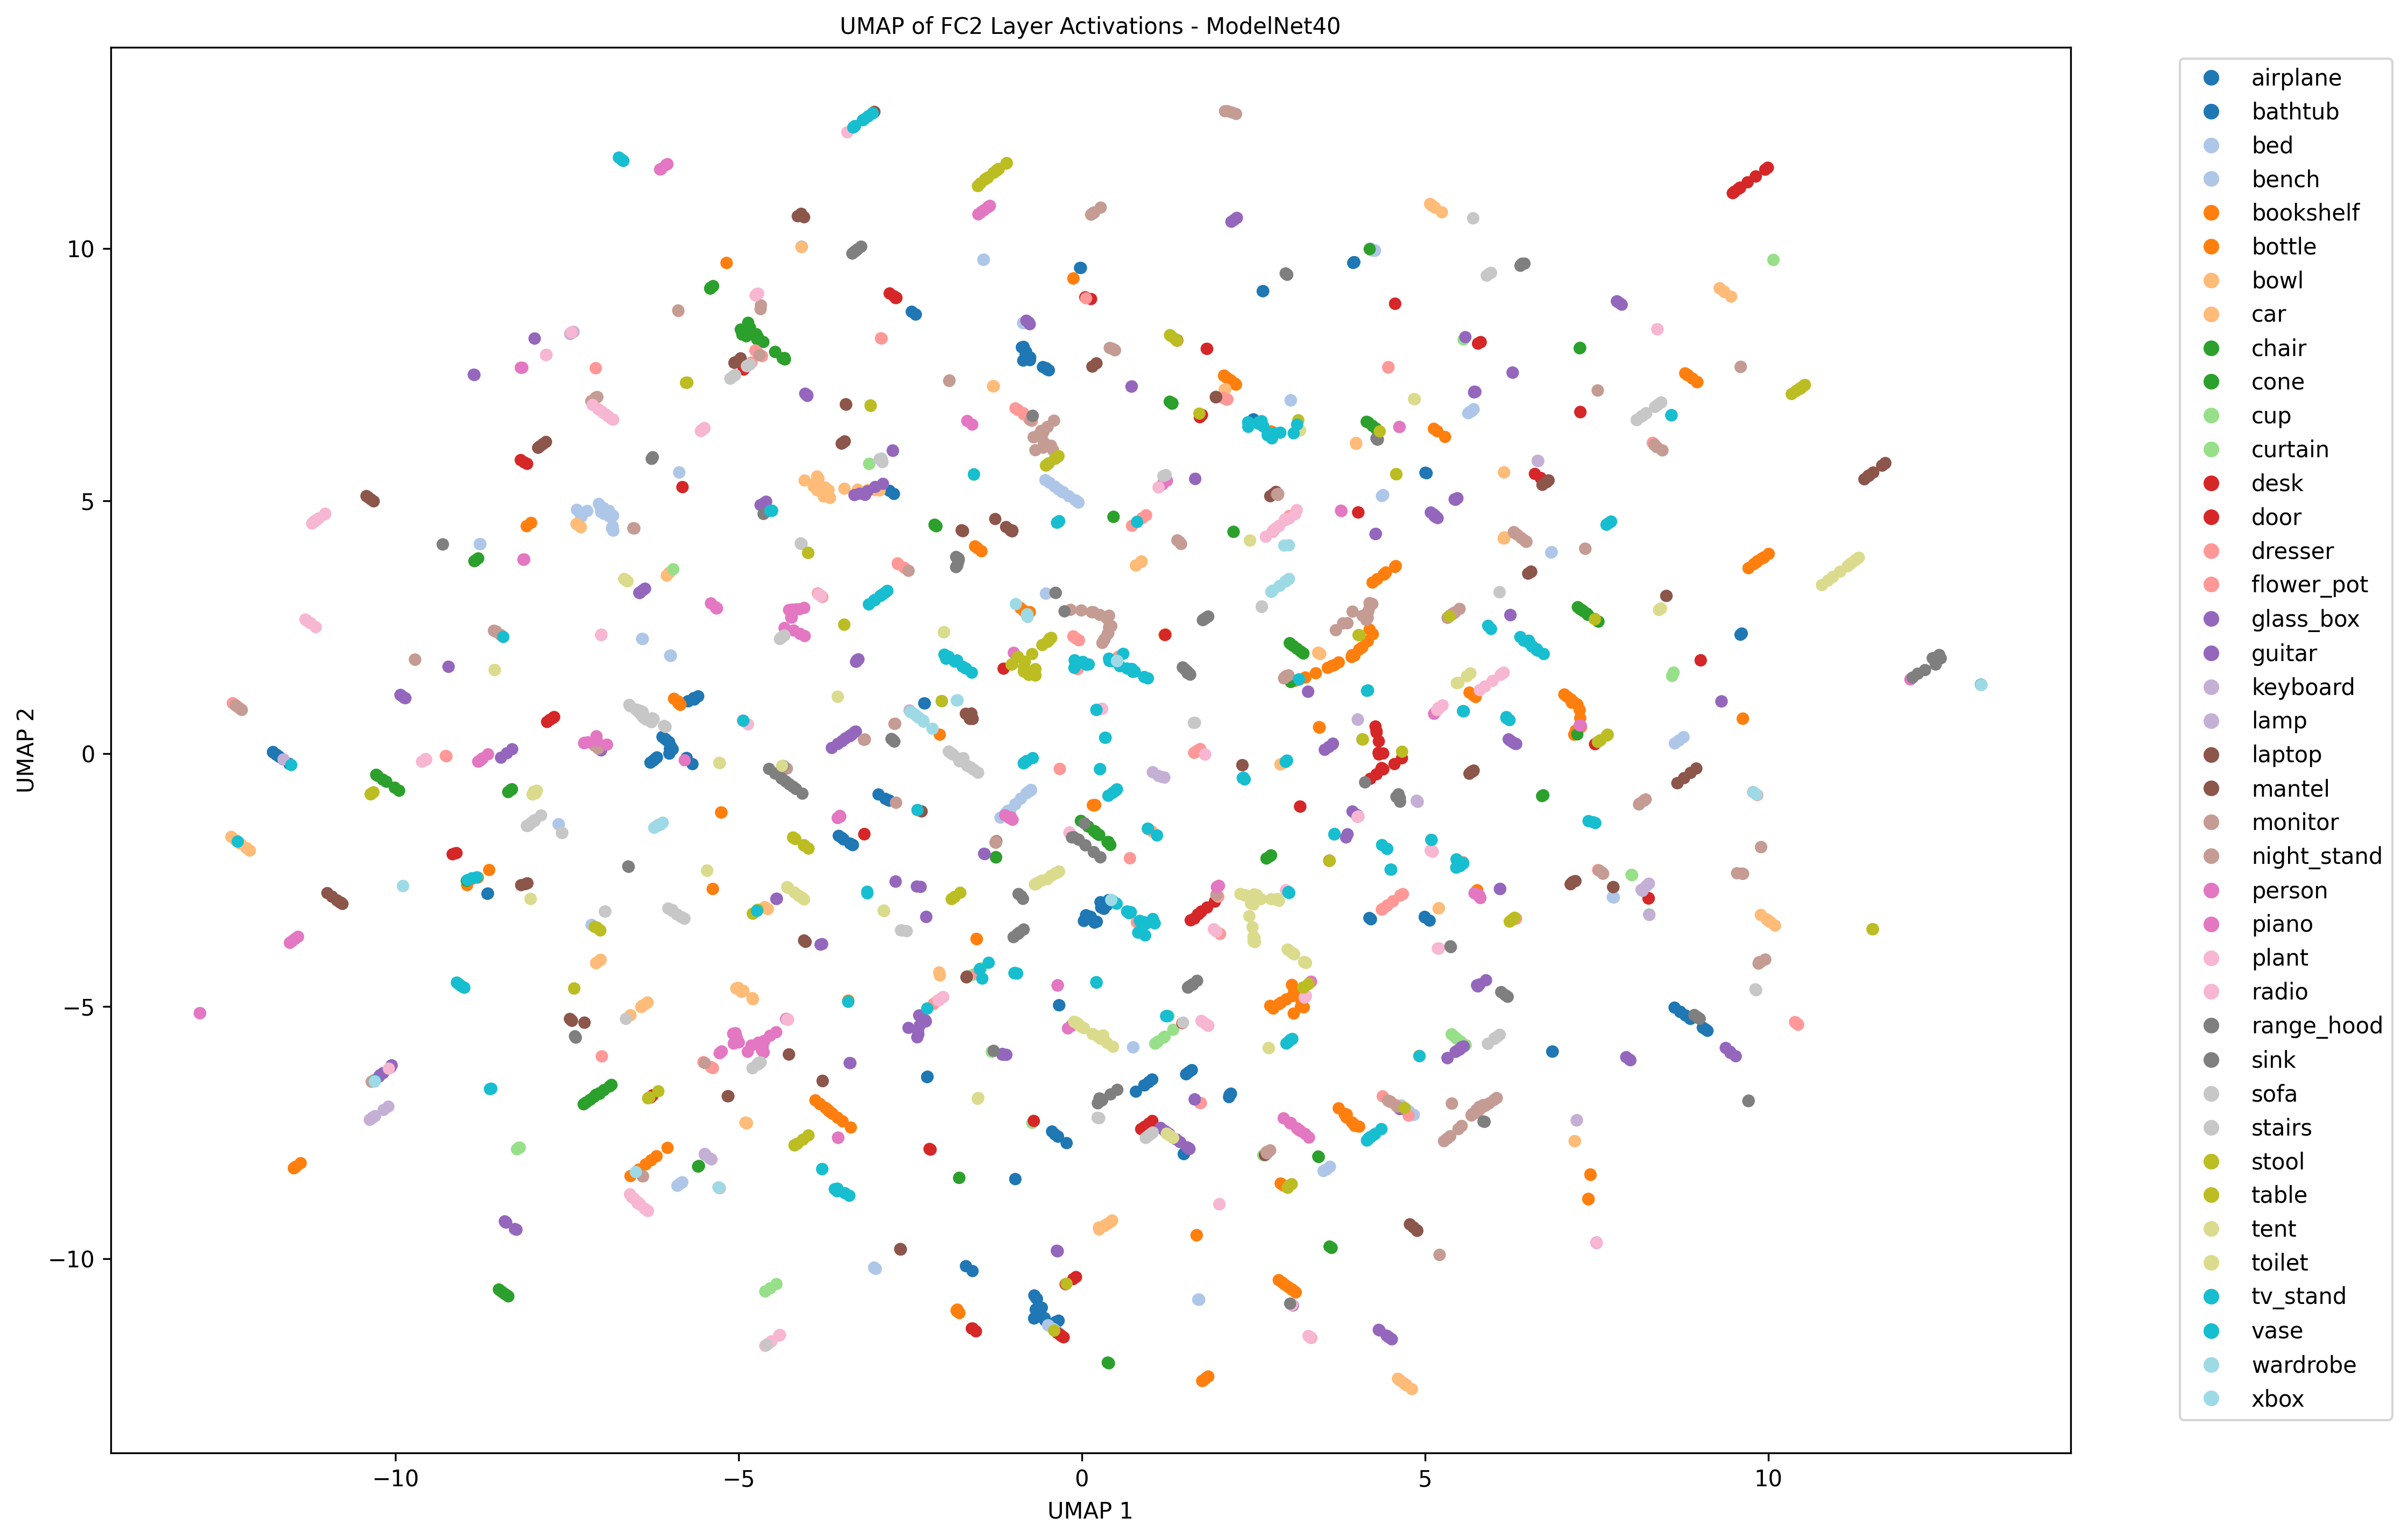 UMAP of FC2 Layer Activations - ModelNet40
UMAP 2
10
5
0
−5
−10
−10
−5
0
5
10
UMAP 1
airplane
bathtub
bed
bench
bookshelf
bottle
bowl
car
chair
cone
cup
curtain
desk
door
dresser
flower_pot
glass_box
guitar
keyboard
lamp
laptop
mantel
monitor
night_stand
person
piano
plant
radio
range_hood
sink
sofa
stairs
stool
table
tent
toilet
tv_stand
vase
wardrobe
xbox